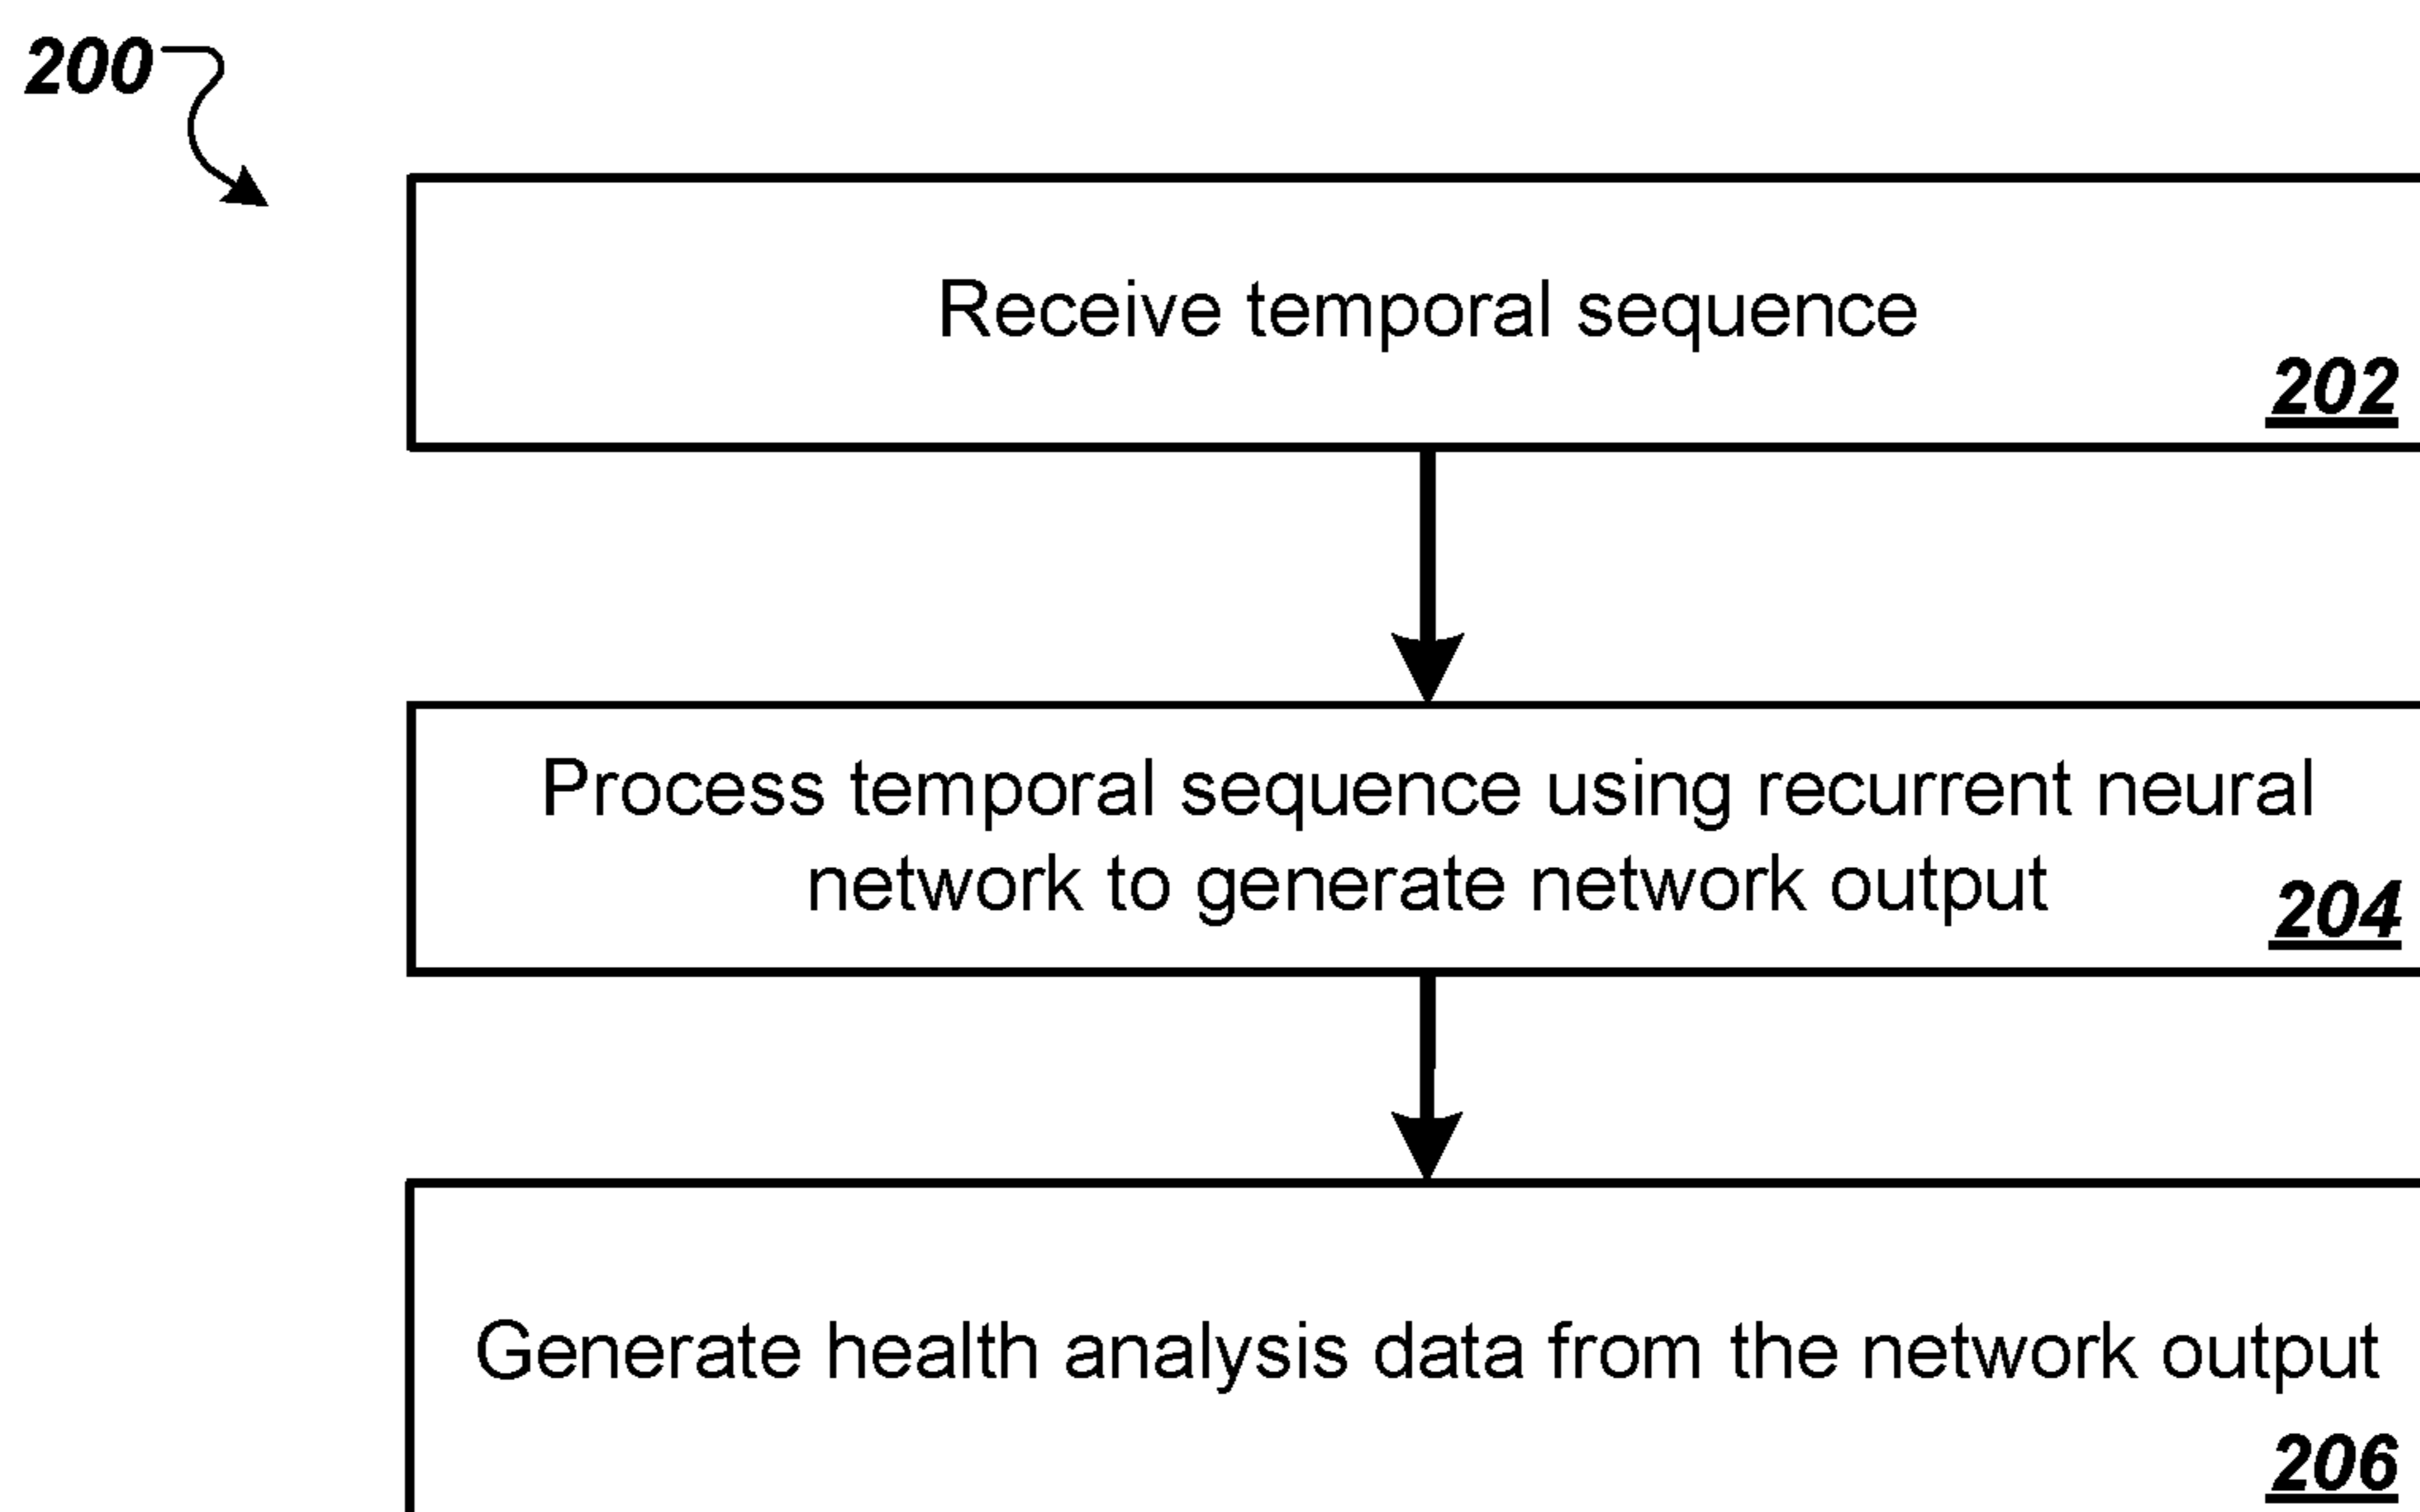 200
Receive temporal sequence
202
Process temporal sequence using recurrent neural
network to generate network output
204
Generate health analysis data from the network output
206